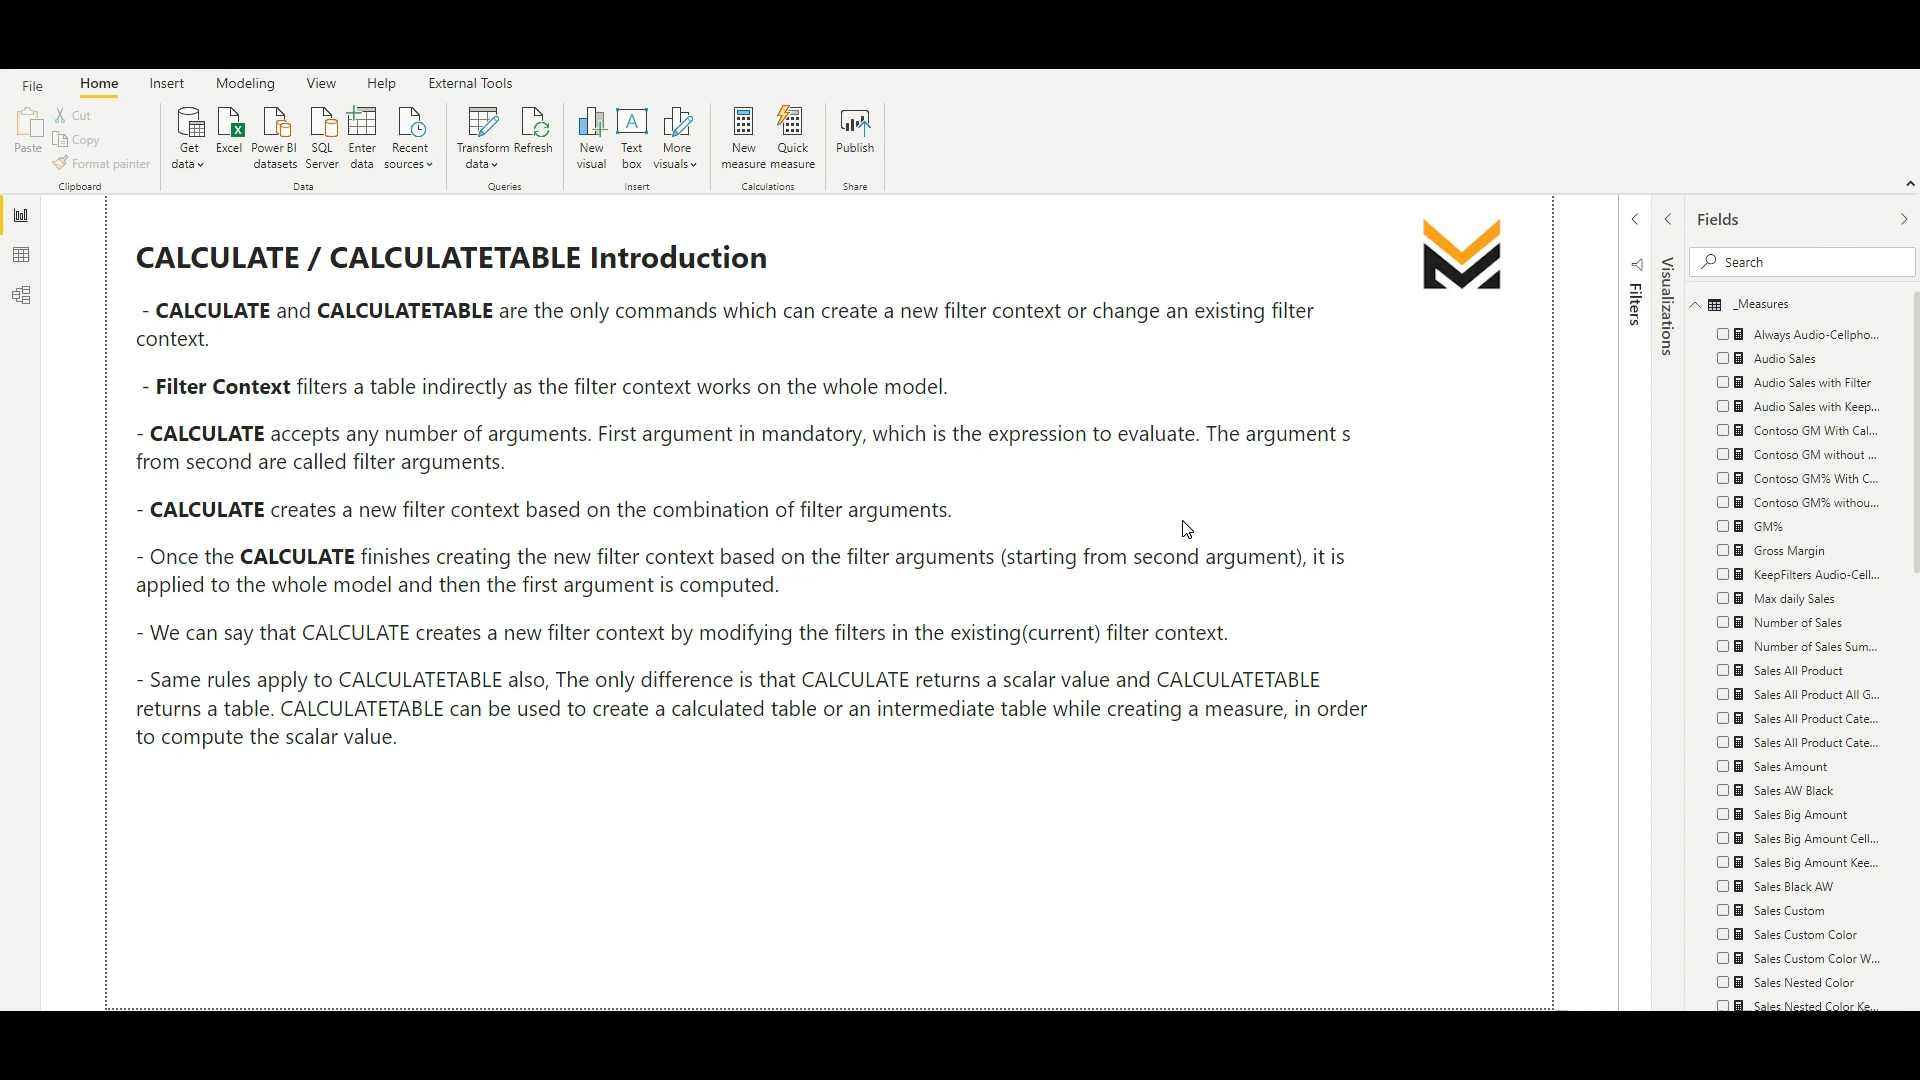 File Home Insert Modeling View Help External Tools
Paste
Cut
Copy
Format painter
Clipboard
Get data
Excel
Power BI datasets
SQL Server
Enter data
Recent sources
Data
Transform data
Refresh
Queries
New visual
Text box
More visuals
Insert
New measure
Quick measure
Calculations
Publish
Share
CALCULATE / CALCULATETABLE Introduction
- CALCULATE and CALCULATETABLE are the only commands which can create a new filter context or change an existing filter
context.
- Filter Context filters a table indirectly as the filter context works on the whole model.
- CALCULATE accepts any number of arguments. First argument in mandatory, which is the expression to evaluate. The argument s
from second are called filter arguments.
- CALCULATE creates a new filter context based on the combination of filter arguments.
- Once the CALCULATE finishes creating the new filter context based on the filter arguments (starting from second argument), it is
applied to the whole model and then the first argument is computed.
- We can say that CALCULATE creates a new filter context by modifying the filters in the existing(current) filter context.
- Same rules apply to CALCULATETABLE also, The only difference is that CALCULATE returns a scalar value and CALCULATETABLE
returns a table. CALCULATETABLE can be used to create a calculated table or an intermediate table while creating a measure, in order
to compute the scalar value.
Filters
Visualizations
Fields
Search
_Measures
Always Audio-Cellpho...
Audio Sales
Audio Sales with Filter
Audio Sales with Keep...
Contoso GM With Cal...
Contoso GM without ...
Contoso GM% With C...
Contoso GM% withou...
GM%
Gross Margin
KeepFilters Audio-Cell...
Max daily Sales
Number of Sales
Number of Sales Sum...
Sales All Product
Sales All Product All G...
Sales All Product Cate...
Sales All Product Cate...
Sales Amount
Sales AW Black
Sales Big Amount
Sales Big Amount Cell...
Sales Big Amount Kee...
Sales Black AW
Sales Custom
Sales Custom Color
Sales Custom Color W...
Sales Nested Color
Sales Nested Color Ke...